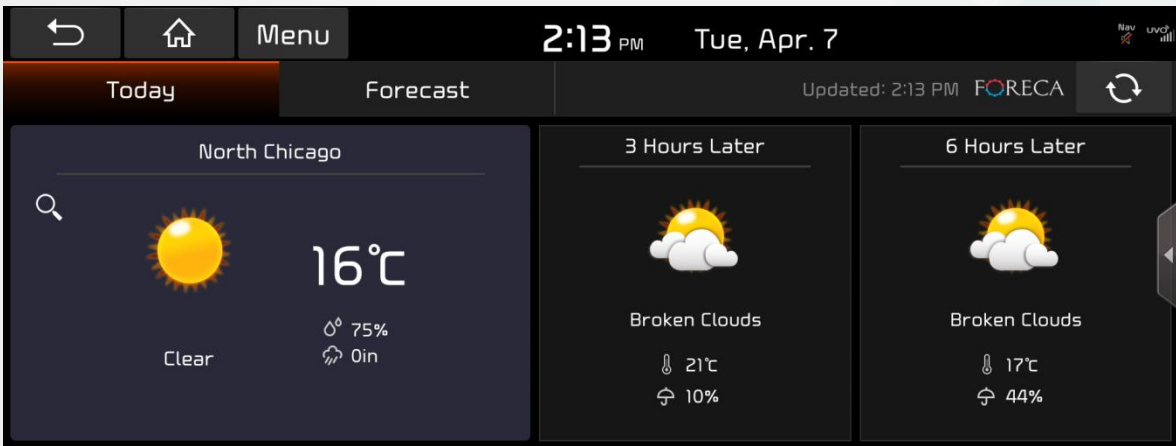 Menu
2:13 PM Tue, Apr. 7
Nav UVO
Today
Forecast
Updated: 2:13 PM FORECA
North Chicago
16℃
75%
0in
Clear
3 Hours Later
Broken Clouds
21℃
10%
6 Hours Later
Broken Clouds
17℃
44%